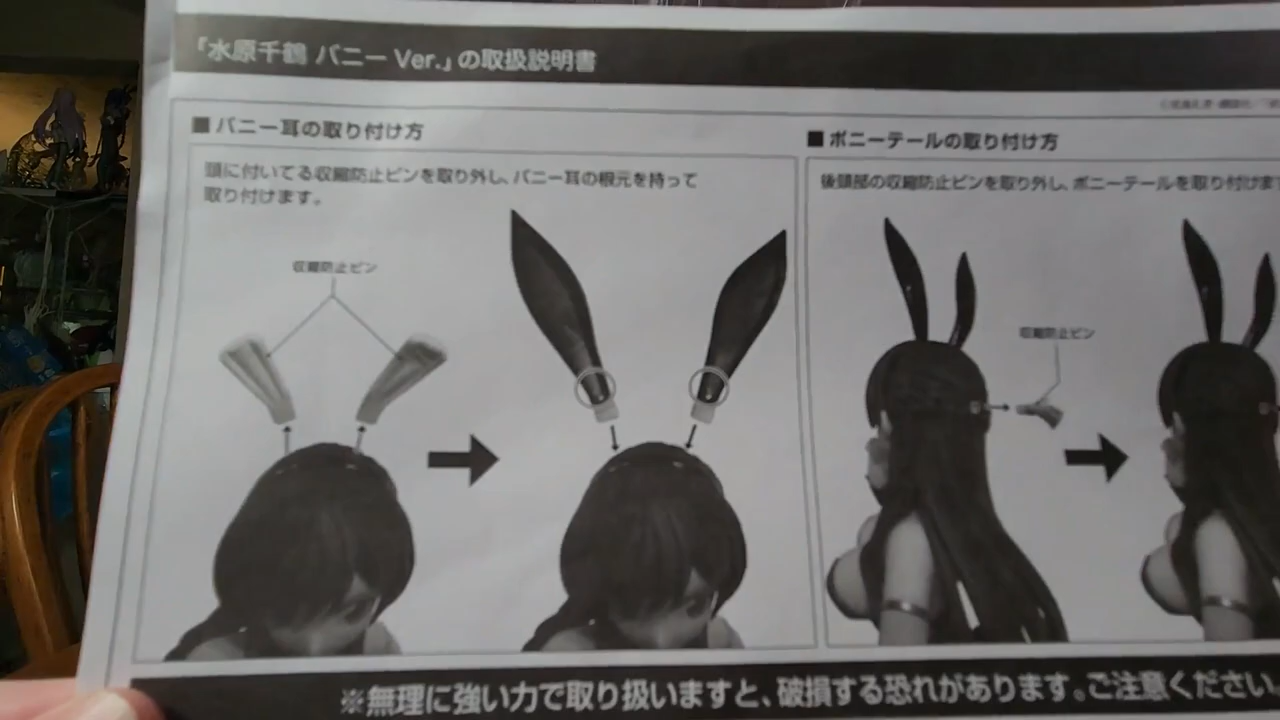 「水原千鶴 バニー Ver.」の取扱説明書
■ バニー耳の取り付け方
頭に付いてる収縮防止ピンを取り外し、バニー耳の根元を持って
取り付けます。
収縮防止ピン
■ ポニーテールの取り付け方
後頭部の収縮防止ピンを取り外し、ポニーテールを取り付けま
収縮防止ピン
※無理に強い力で取り扱いますと、破損する恐れがあります。ご注意ください。